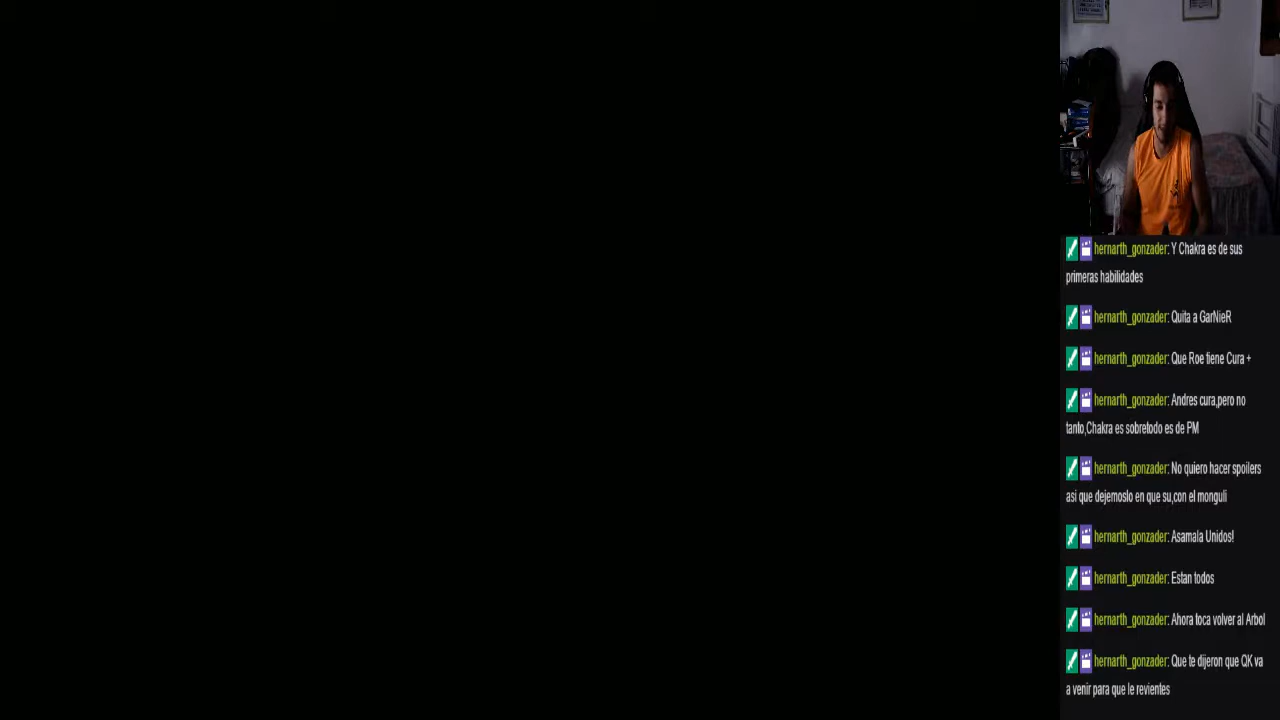 hernarth_gonzader: Y Chakra es de sus
primeras habilidades
hernarth_gonzader: Quita a GarNieR
hernarth_gonzader: Que Roe tiene Cura +
hernarth_gonzader: Andres cura,pero no
tanto,Chakra es sobretodo es de PM
hernarth_gonzader: No quiero hacer spoilers
asi que dejemoslo en que su,con el monguli
hernarth_gonzader: Asamala Unidos!
hernarth_gonzader: Estan todos
hernarth_gonzader: Ahora toca volver al Arbol
hernarth_gonzader: Que te dijeron que QK va
a venir para que le revientes